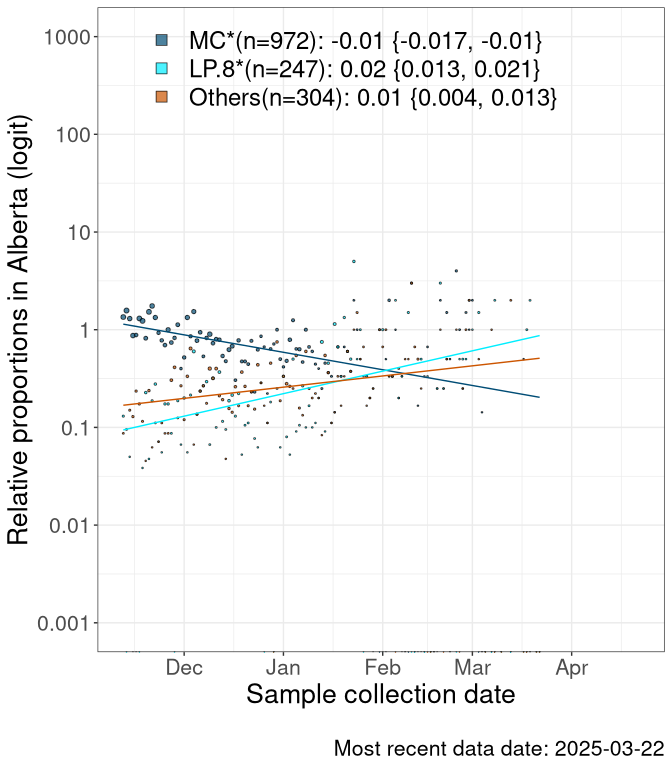 1000
100
10
1
0.1
0.01
0.001
Relative proportions in Alberta (logit)
MC*(n=972): -0.01 {-0.017, -0.01}
LP.8*(n=247): 0.02 {0.013, 0.021}
Others(n=304): 0.01 {0.004, 0.013}
Dec Jan Feb Mar Apr
Sample collection date
Most recent data date: 2025-03-22